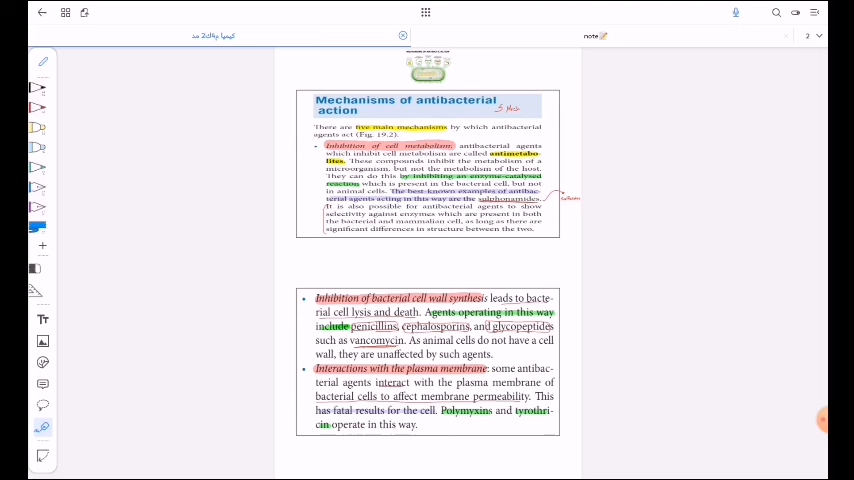 كيميا م4ك2 مد
note📝
2
MECHANISMS OF ANTIBIOTIC ACTION
Mechanisms of antibacterial
action
There are five main mechanisms by which antibacterial
agents act (Fig. 19.2).
• Inhibition of cell metabolism: antibacterial agents
which inhibit cell metabolism are called antimetabo-
lites. These compounds inhibit the metabolism of a
microorganism, but not the metabolism of the host.
They can do this by inhibiting an enzyme-catalysed
reaction which is present in the bacterial cell, but not
in animal cells. The best known examples of antibac-
terial agents acting in this way are the sulphonamides.
It is also possible for antibacterial agents to show
selectivity against enzymes which are present in both
the bacterial and mammalian cell, as long as there are
significant differences in structure between the two.
• Inhibition of bacterial cell wall synthesis leads to bacte-
rial cell lysis and death. Agents operating in this way
include penicillins, cephalosporins, and glycopeptides
such as vancomycin. As animal cells do not have a cell
wall, they are unaffected by such agents.
• Interactions with the plasma membrane: some antibac-
terial agents interact with the plasma membrane of
bacterial cells to affect membrane permeability. This
has fatal results for the cell. Polymyxins and tyrothri-
cin operate in this way.
Tт